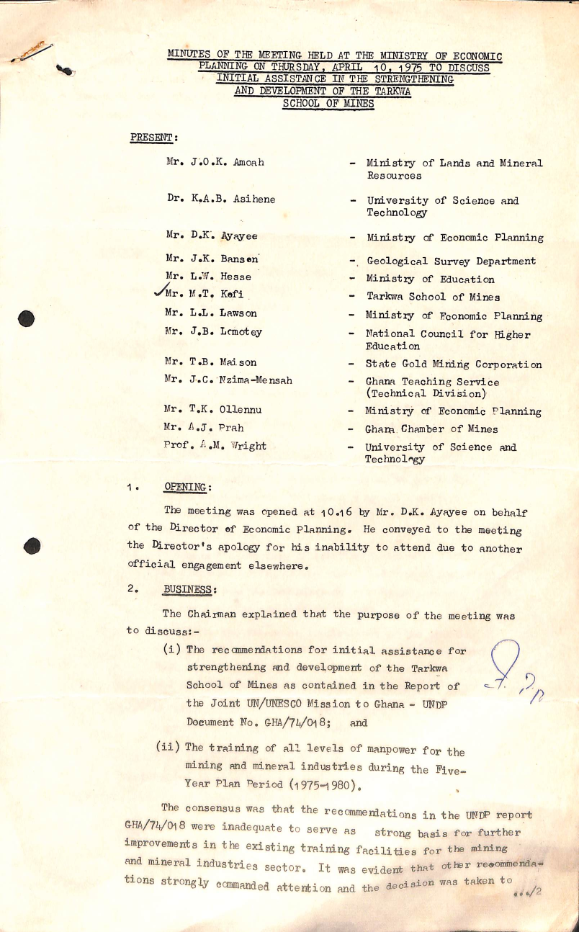 MINUTES OF THE MEETING HELD AT THE MINISTRY OF ECONOMIC
PLANNING ON THURSDAY, APRIL 10, 1975 TO DISCUSS
INITIAL ASSISTANCE IN THE STRENGTHENING
AND DEVELOPMENT OF THE TARKWA
SCHOOL OF MINES
PRESENT:
Mr. J.O.K. Amoah - Ministry of Lands and Mineral
Resources
Dr. K.A.B. Asihene - University of Science and
Technology
Mr. D.K. Ayayee - Ministry of Economic Planning
Mr. J.K. Bansen - Geological Survey Department
Mr. L.W. Hesse - Ministry of Education
Mr. M.T. Kofi - Tarkwa School of Mines
Mr. L.L. Lawson - Ministry of Economic Planning
Mr. J.B. Lomotey - National Council for Higher
Education
Mr. T.B. Maison - State Gold Mining Corporation
Mr. J.C. Nzima-Mensah - Ghana Teaching Service
(Technical Division)
Mr. T.K. Ollennu - Ministry of Economic Planning
Mr. A.J. Prah - Ghana Chamber of Mines
Prof. A.M. Wright - University of Science and
Technology
1. OPENING:
The meeting was opened at 10.16 by Mr. D.K. Ayayee on behalf
of the Director of Economic Planning. He conveyed to the meeting
the Director's apology for his inability to attend due to another
official engagement elsewhere.
2. BUSINESS:
The Chairman explained that the purpose of the meeting was
to discuss:-
(i) The recommendations for initial assistance for
strengthening and development of the Tarkwa
School of Mines as contained in the Report of
the Joint UN/UNESCO Mission to Ghana - UNDP
Document No. GHA/74/018; and
(ii) The training of all levels of manpower for the
mining and mineral industries during the Five-
Year Plan Period (1975-1980).
The consensus was that the recommendations in the UNDP report
GHA/74/018 were inadequate to serve as strong basis for further
improvements in the existing training facilities for the mining
and mineral industries sector. It was evident that other recommenda-
tions strongly commanded attention and the decision was taken to
.../2